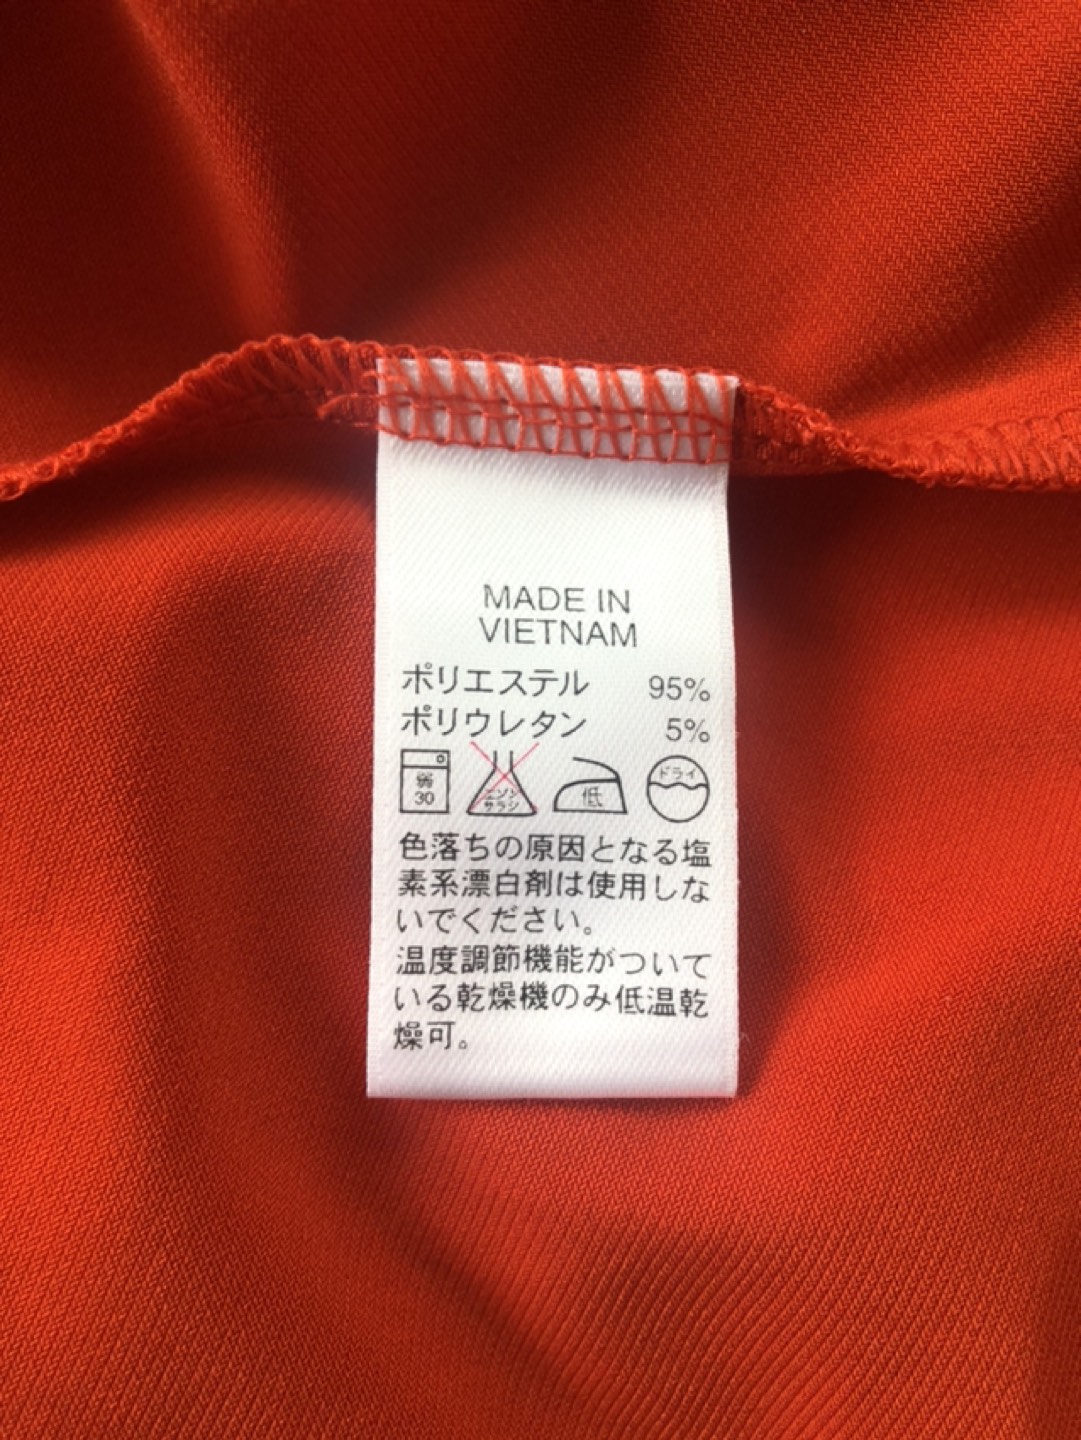 MADE IN
VIETNAM
ポリエステル 95%
ポリウレタン 5%
30
エンソ
サラシ
低
ドライ
色落ちの原因となる塩
素系漂白剤は使用しな
いでください。
温度調節機能がついて
いる乾燥機のみ低温乾
燥可。